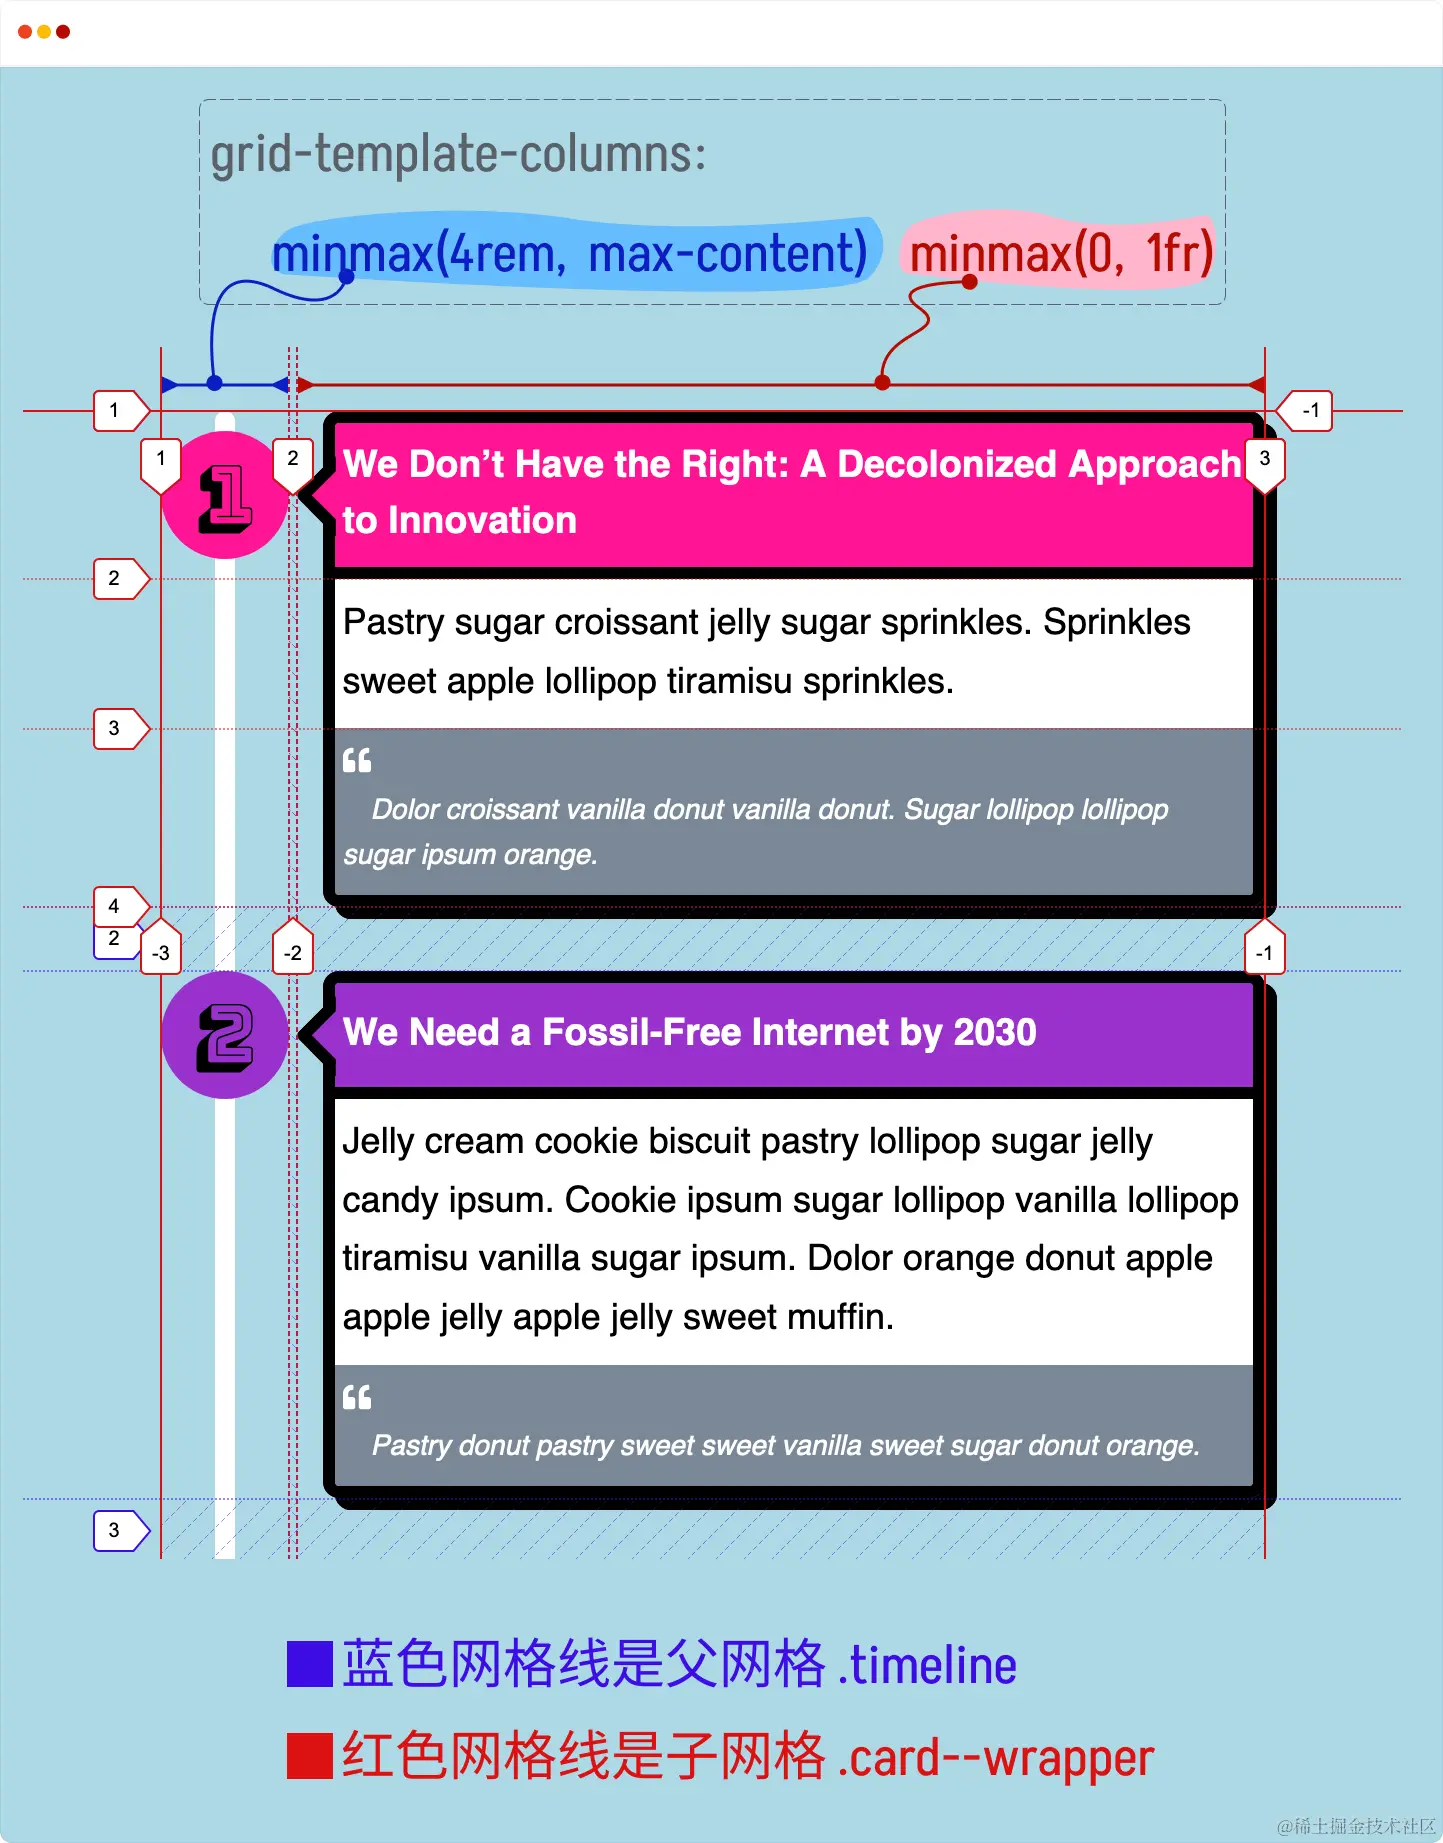 grid-template-columns:
minmax(4rem, max-content) minmax(0, 1fr)
1
-1
1
2
3
1
We Don’t Have the Right: A Decolonized Approach
to Innovation
2
Pastry sugar croissant jelly sugar sprinkles. Sprinkles
sweet apple lollipop tiramisu sprinkles.
3
“
Dolor croissant vanilla donut vanilla donut. Sugar lollipop lollipop
sugar ipsum orange.
4
2
-3
-2
-1
2
We Need a Fossil-Free Internet by 2030
Jelly cream cookie biscuit pastry lollipop sugar jelly
candy ipsum. Cookie ipsum sugar lollipop vanilla lollipop
tiramisu vanilla sugar ipsum. Dolor orange donut apple
apple jelly apple jelly sweet muffin.
“
Pastry donut pastry sweet sweet vanilla sweet sugar donut orange.
3
蓝色网格线是父网格 .timeline
红色网格线是子网格 .card--wrapper
@稀土掘金技术社区